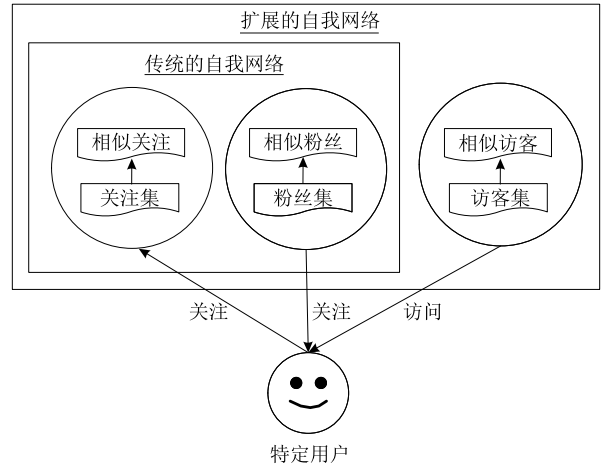 扩展的自我网络
传统的自我网络
相似关注
相似粉丝
相似访客
关注集
粉丝集
访客集
关注
关注
访问
特定用户